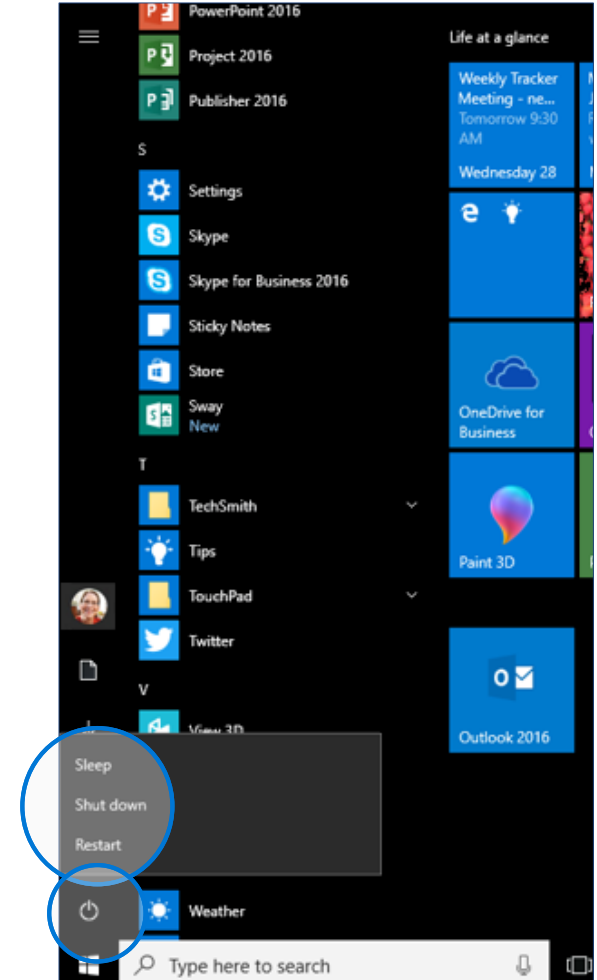 PowerPoint 2016
Project 2016
Publisher 2016
S
Settings
Skype
Skype for Business 2016
Sticky Notes
Store
Sway
New
T
TechSmith
Tips
TouchPad
Twitter
V
View 3D
Sleep
Shut down
Restart
Weather
Type here to search
Life at a glance
Weekly Tracker
Meeting - ne...
Tomorrow 9:30
AM
Wednesday 28
OneDrive for
Business
Paint 3D
Outlook 2016